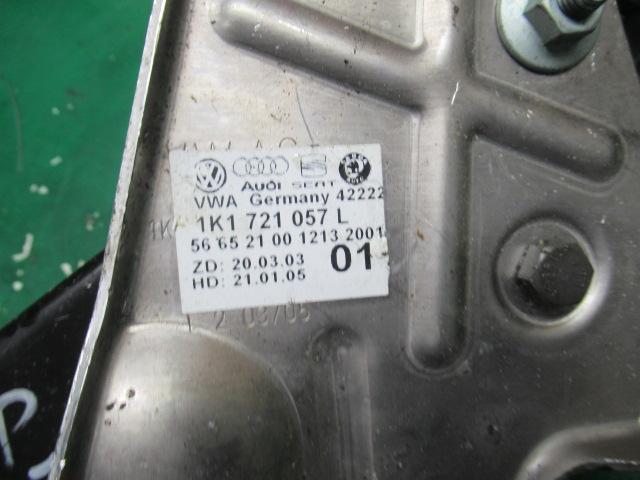 AUDI SEAT
VWA Germany 42222
1K1 721 057 L
56 65 21 00 1213 2001
ZD: 20.03.03
HD: 21.01.05
01